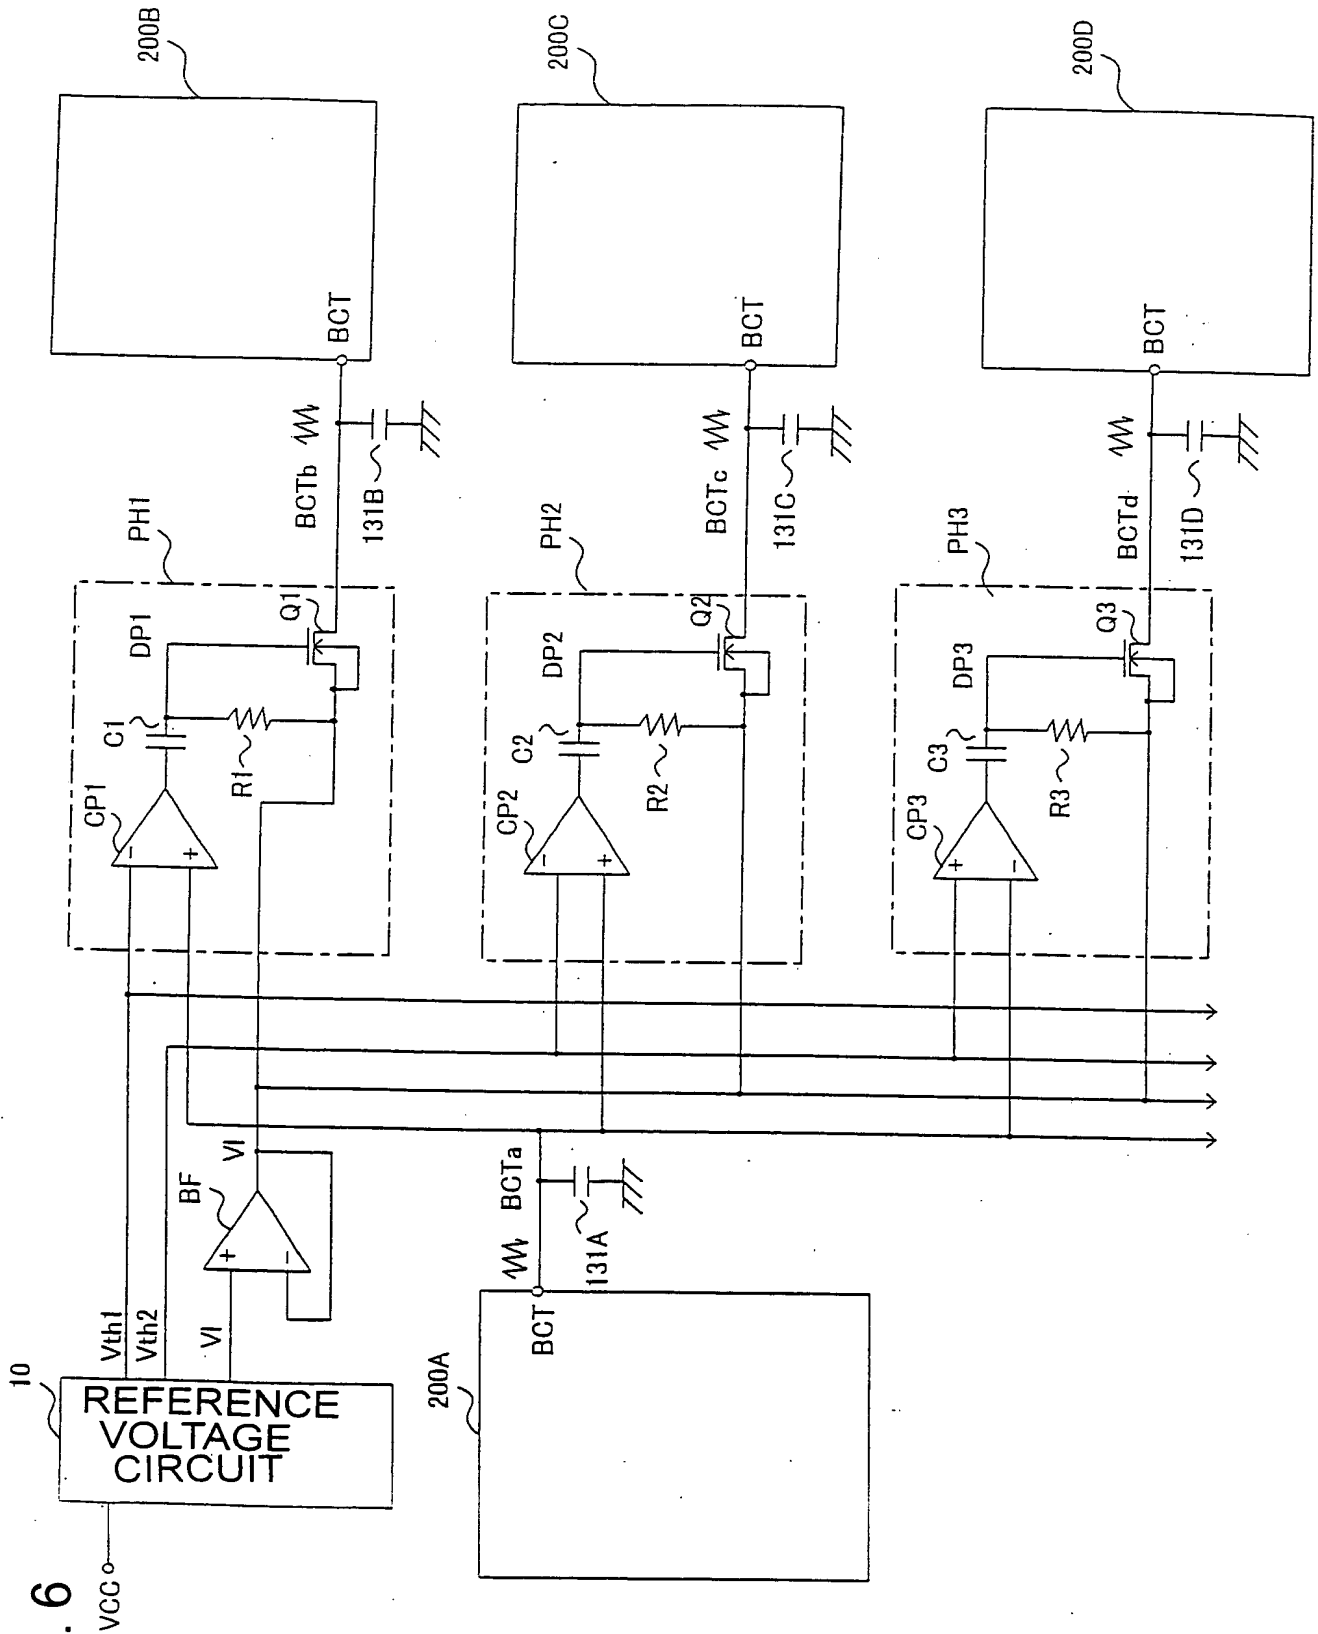 . 6
VCC
10
REFERENCE
VOLTAGE
CIRCUIT
Vth1
Vth2
VI
BF
VI
200A
BCT
BCTa
131A
CP1
-
+
C1
R1
DP1
Q1
PH1
BCTb
131B
BCT
200B
CP2
-
+
C2
R2
DP2
Q2
PH2
BCTc
131C
BCT
200C
CP3
+
-
C3
R3
DP3
Q3
PH3
BCTd
131D
BCT
200D
+
-